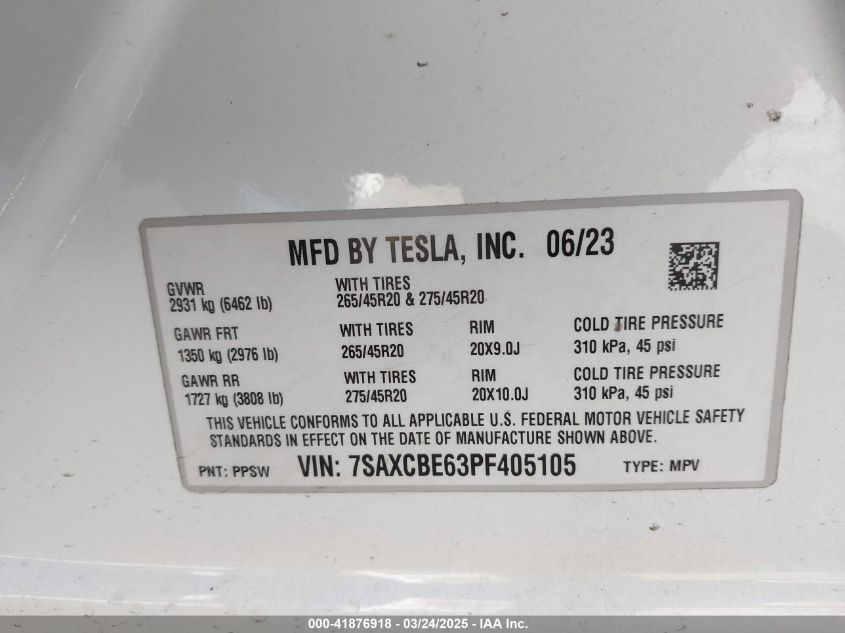 MFD BY TESLA, INC. 06/23
GVWR
2931 kg (6462 lb)
WITH TIRES
265/45R20 & 275/45R20
GAWR FRT WITH TIRES RIM COLD TIRE PRESSURE
1350 kg (2976 lb) 265/45R20 20X9.0J 310 kPa, 45 psi
GAWR RR WITH TIRES RIM COLD TIRE PRESSURE
1727 kg (3808 lb) 275/45R20 20X10.0J 310 kPa, 45 psi
THIS VEHICLE CONFORMS TO ALL APPLICABLE U.S. FEDERAL MOTOR VEHICLE SAFETY
STANDARDS IN EFFECT ON THE DATE OF MANUFACTURE SHOWN ABOVE.
PNT: PPSW VIN: 7SAXCBE63PF405105 TYPE: MPV
000-41876918 - 03/24/2025 - IAA Inc.